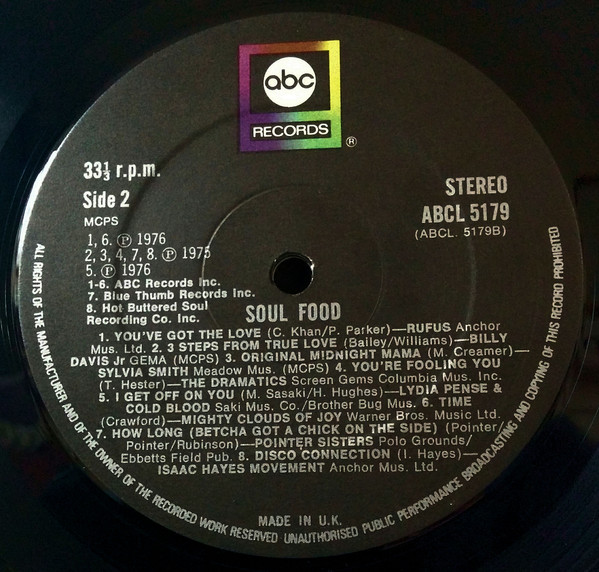 abc
RECORDS
®
33⅓ r.p.m.
Side 2
MCPS
STEREO
ABCL 5179
(ABCL. 5179B)
1, 6. Ⓟ 1976
2, 3, 4, 7, 8. Ⓟ 1975
5. Ⓟ 1976
1-6. ABC Records Inc.
7. Blue Thumb Records Inc.
8. Hot Buttered Soul
Recording Co. Inc.
SOUL FOOD
1. YOU'VE GOT THE LOVE (C. Khan/P. Parker)—RUFUS Anchor
Mus. Ltd. 2. 3 STEPS FROM TRUE LOVE (Bailey/Williams)—BILLY
DAVIS Jr GEMA (MCPS) 3. ORIGINAL MIDNIGHT MAMA (M. Creamer)—
SYLVIA SMITH Meadow Mus. (MCPS) 4. YOU'RE FOOLING YOU
(T. Hester)—THE DRAMATICS Screen Gems Columbia Mus. Inc.
5. I GET OFF ON YOU (M. Sasaki/H. Hughes)—LYDIA PENSE &
COLD BLOOD Saki Mus. Co./Brother Bug Mus. 6. TIME
(Crawford)—MIGHTY CLOUDS OF JOY Warner Bros. Music Ltd.
7. HOW LONG (BETCHA GOT A CHICK ON THE SIDE) (Pointer/
Pointer/Rubinson)—POINTER SISTERS Polo Grounds/
Ebbetts Field Pub. 8. DISCO CONNECTION (I. Hayes)—
ISAAC HAYES MOVEMENT Anchor Mus. Ltd.
MADE IN U.K.
ALL RIGHTS OF THE MANUFACTURER AND OF THE OWNER OF THE RECORDED WORK RESERVED UNAUTHORISED PUBLIC PERFORMANCE BROADCASTING AND COPYING OF THIS RECORD PROHIBITED